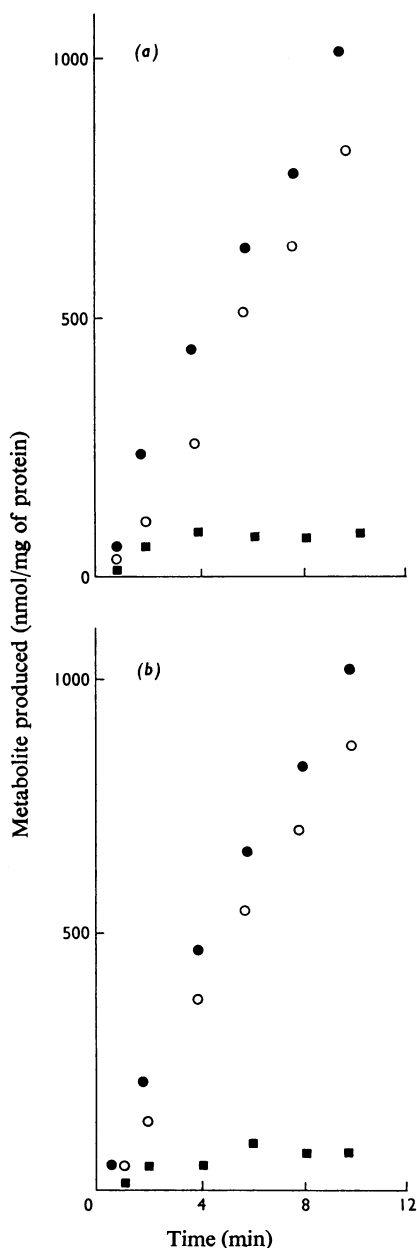 (a)
1000
500
0
Metabolite produced (nmol/mg of protein)
(b)
1000
500
0 4 8 12
Time (min)